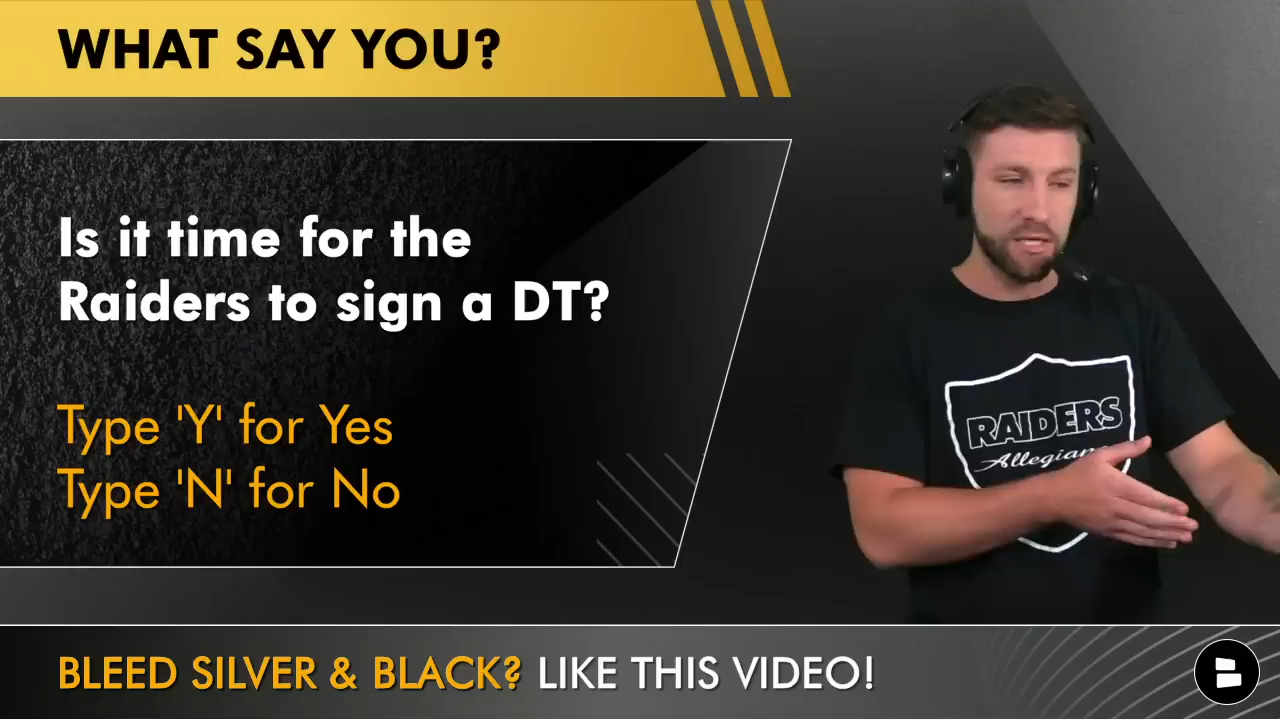 WHAT SAY YOU?
Is it time for the
Raiders to sign a DT?
Type 'Y' for Yes
Type 'N' for No
RAIDERS
BLEED SILVER & BLACK? LIKE THIS VIDEO!